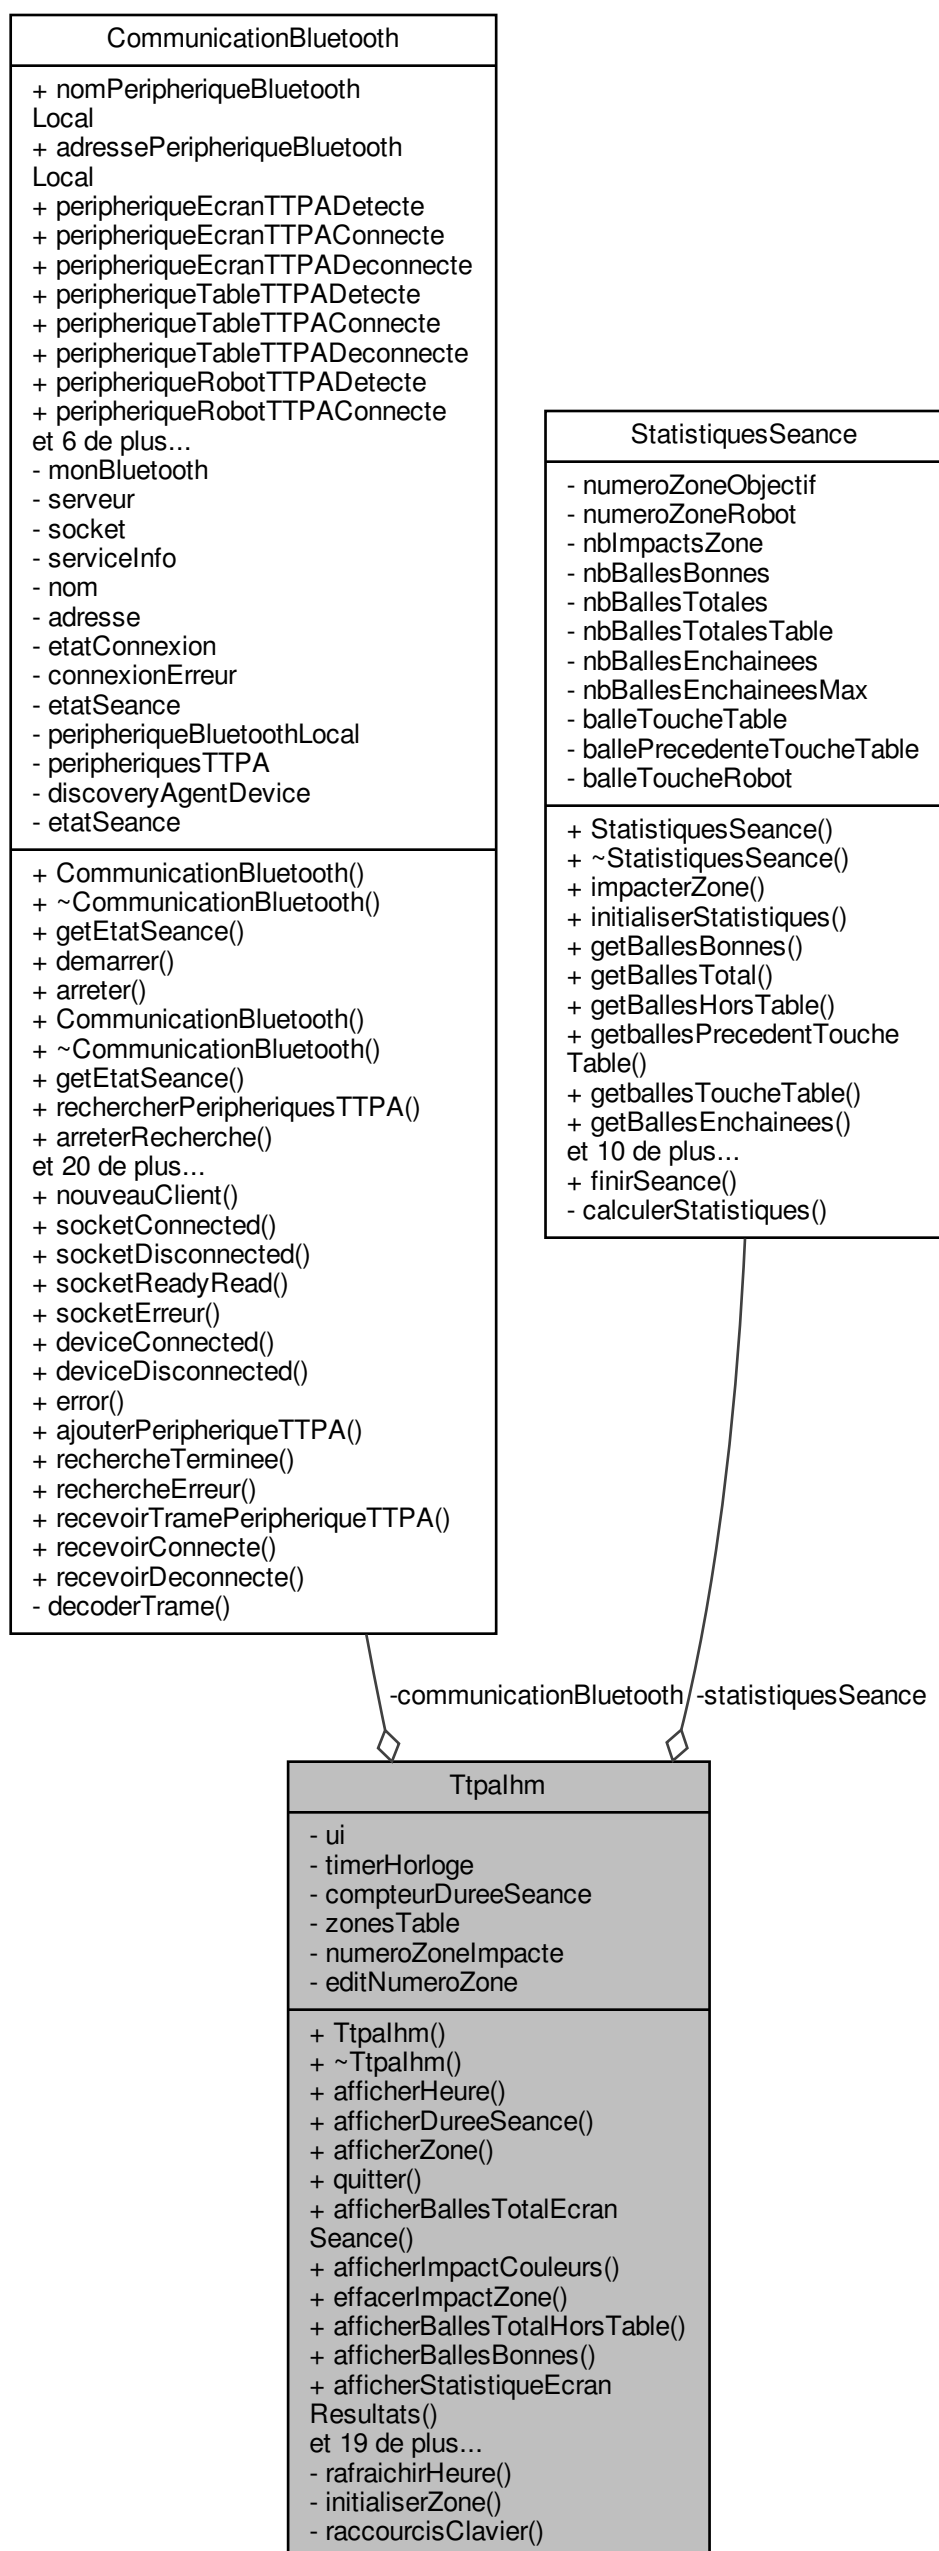 CommunicationBluetooth
+ nomPeripheriqueBluetooth
Local
+ adressePeripheriqueBluetooth
Local
+ peripheriqueEcranTTPADetecte
+ peripheriqueEcranTTPAConnecte
+ peripheriqueEcranTTPADeconnecte
+ peripheriqueTableTTPADetecte
+ peripheriqueTableTTPAConnecte
+ peripheriqueTableTTPADeconnecte
+ peripheriqueRobotTTPADetecte
+ peripheriqueRobotTTPAConnecte
et 6 de plus...
- monBluetooth
- serveur
- socket
- serviceInfo
- nom
- adresse
- etatConnexion
- connexionErreur
- etatSeance
- peripheriqueBluetoothLocal
- peripheriquesTTPA
- discoveryAgentDevice
- etatSeance
+ CommunicationBluetooth()
+ ~CommunicationBluetooth()
+ getEtatSeance()
+ demarrer()
+ arreter()
+ CommunicationBluetooth()
+ ~CommunicationBluetooth()
+ getEtatSeance()
+ rechercherPeripheriquesTTPA()
+ arreterRecherche()
et 20 de plus...
+ nouveauClient()
+ socketConnected()
+ socketDisconnected()
+ socketReadyRead()
+ socketErreur()
+ deviceConnected()
+ deviceDisconnected()
+ error()
+ ajouterPeripheriqueTTPA()
+ rechercheTerminee()
+ rechercheErreur()
+ recevoirTramePeripheriqueTTPA()
+ recevoirConnecte()
+ recevoirDeconnecte()
- decoderTrame()
StatistiquesSeance
- numeroZoneObjectif
- numeroZoneRobot
- nbImpactsZone
- nbBallesBonnes
- nbBallesTotales
- nbBallesTotalesTable
- nbBallesEnchainees
- nbBallesEnchaineesMax
- balleToucheTable
- ballePrecedenteToucheTable
- balleToucheRobot
+ StatistiquesSeance()
+ ~StatistiquesSeance()
+ impacterZone()
+ initialiserStatistiques()
+ getBallesBonnes()
+ getBallesTotal()
+ getBallesHorsTable()
+ getballesPrecedentTouche
Table()
+ getballesToucheTable()
+ getBallesEnchainees()
et 10 de plus...
+ finirSeance()
- calculerStatistiques()
-communicationBluetooth
-statistiquesSeance
TtpaIhm
- ui
- timerHorloge
- compteurDureeSeance
- zonesTable
- numeroZoneImpacte
- editNumeroZone
+ TtpaIhm()
+ ~TtpaIhm()
+ afficherHeure()
+ afficherDureeSeance()
+ afficherZone()
+ quitter()
+ afficherBallesTotalEcran
Seance()
+ afficherImpactCouleurs()
+ effacerImpactZone()
+ afficherBallesTotalHorsTable()
+ afficherBallesBonnes()
+ afficherStatistiqueEcran
Resultats()
et 19 de plus...
- rafraichirHeure()
- initialiserZone()
- raccourcisClavier()